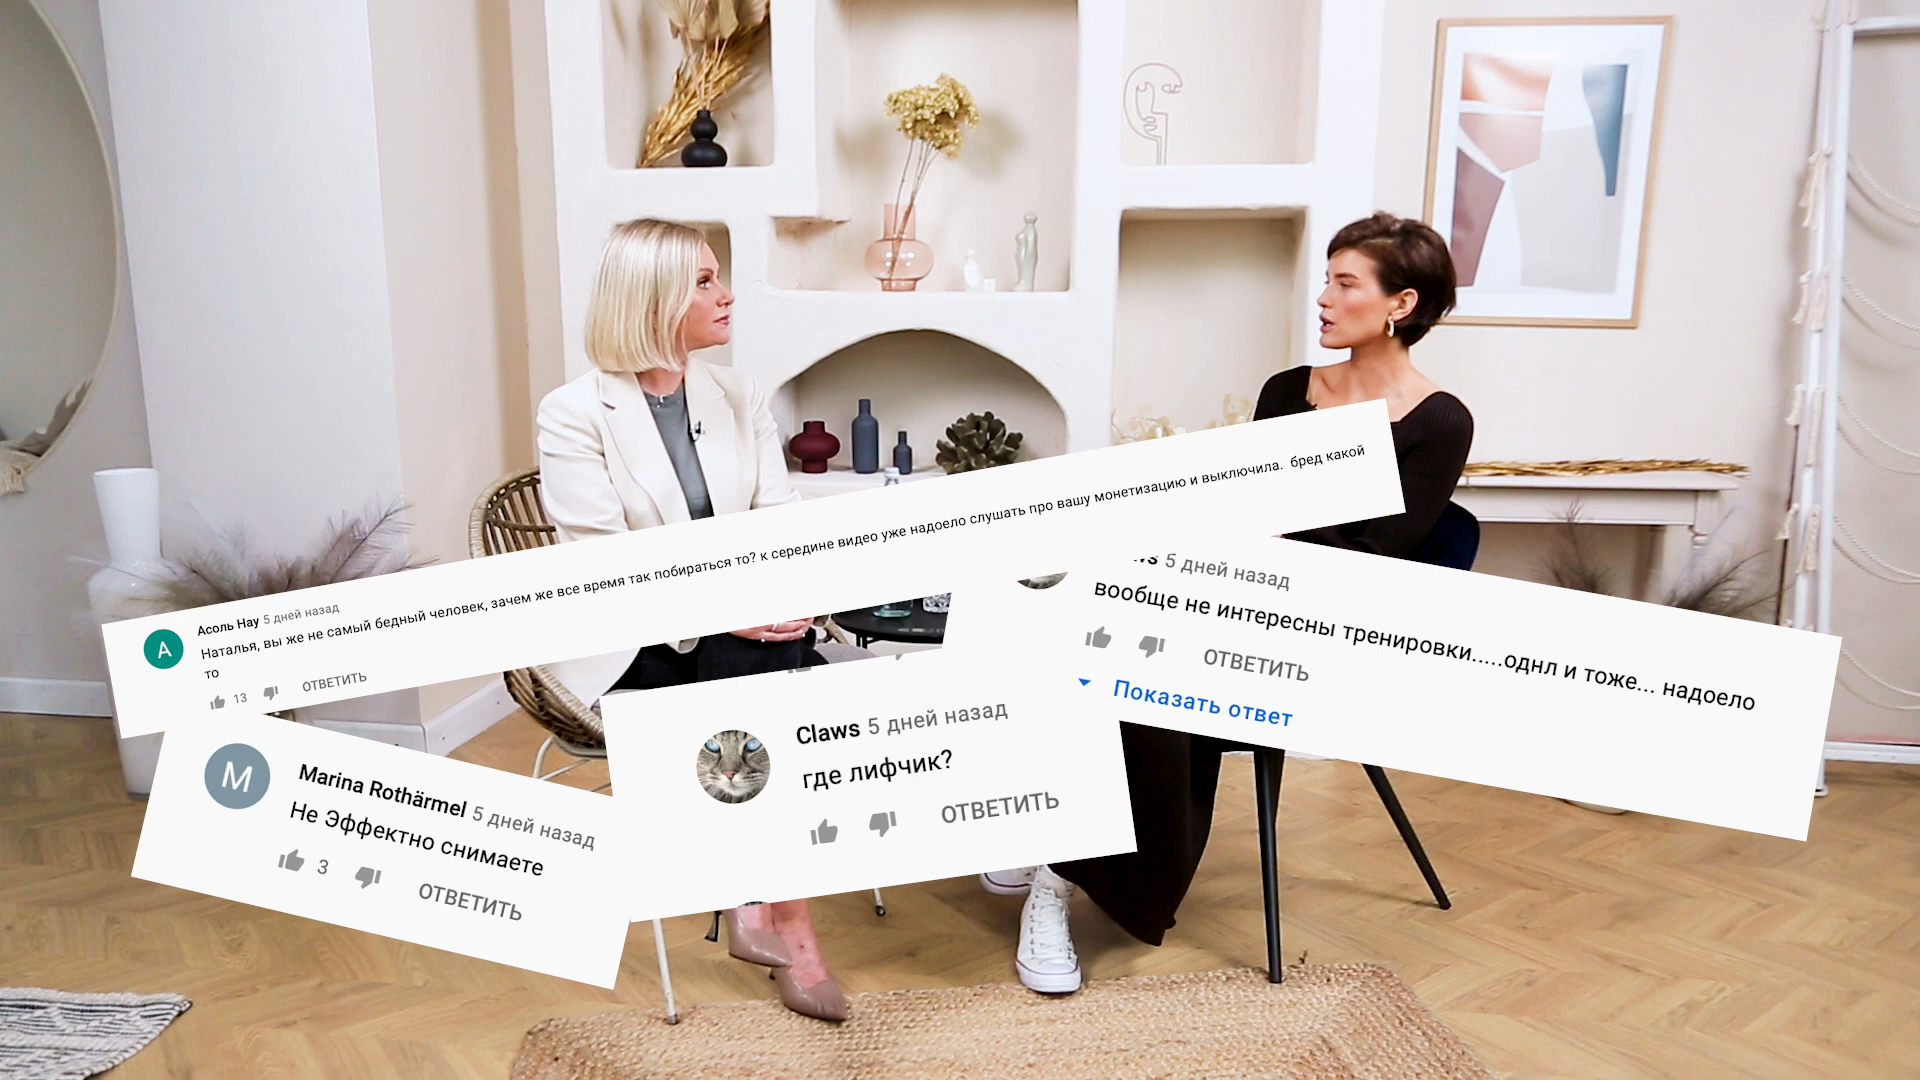 Асоль Нау 5 дней назад
Наталья, вы же не самый бедный человек, зачем же все время так побираться то? к середине видео уже надоело слушать про вашу монетизацию и выключила. бред какой
то
13 ОТВЕТИТЬ
5 дней назад
вообще не интересны тренировки.....однл и тоже... надоело
ОТВЕТИТЬ
Показать ответ
M
Marina Rothärmel 5 дней назад
Не Эффектно снимаете
3 ОТВЕТИТЬ
Claws 5 дней назад
где лифчик?
ОТВЕТИТЬ